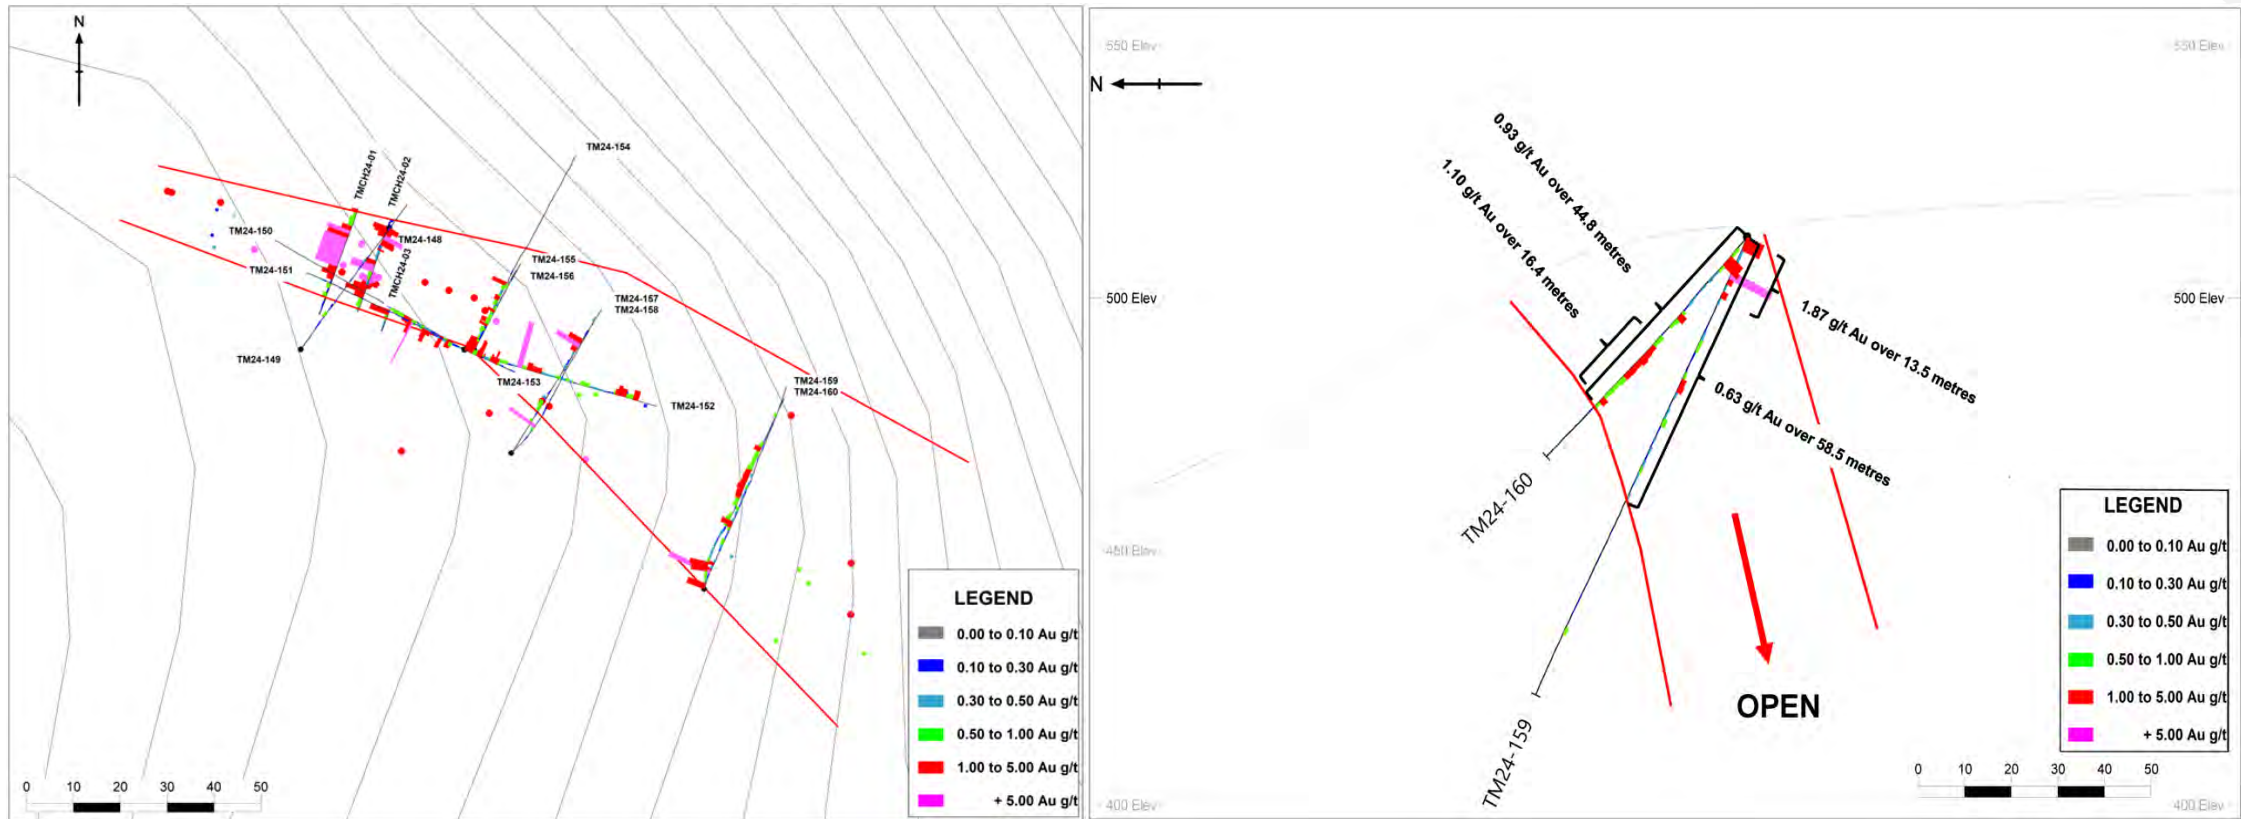 N
TMCH24-01
TMCH24-02
TM24-154
TM24-150
TM24-148
TM24-151
TMCH24-03
TM24-155
TM24-156
TM24-157
TM24-158
TM24-149
TM24-153
TM24-152
TM24-159
TM24-160
LEGEND
0.00 to 0.10 Au g/t
0.10 to 0.30 Au g/t
0.30 to 0.50 Au g/t
0.50 to 1.00 Au g/t
1.00 to 5.00 Au g/t
+ 5.00 Au g/t
0 10 20 30 40 50
550 Elev
550 Elev
N
0.93 g/t Au over 44.8 metres
1.10 g/t Au over 16.4 metres
500 Elev
500 Elev
1.87 g/t Au over 13.5 metres
0.63 g/t Au over 58.5 metres
TM24-160
450 Elev
OPEN
TM24-159
LEGEND
0.00 to 0.10 Au g/t
0.10 to 0.30 Au g/t
0.30 to 0.50 Au g/t
0.50 to 1.00 Au g/t
1.00 to 5.00 Au g/t
+ 5.00 Au g/t
0 10 20 30 40 50
400 Elev
400 Elev